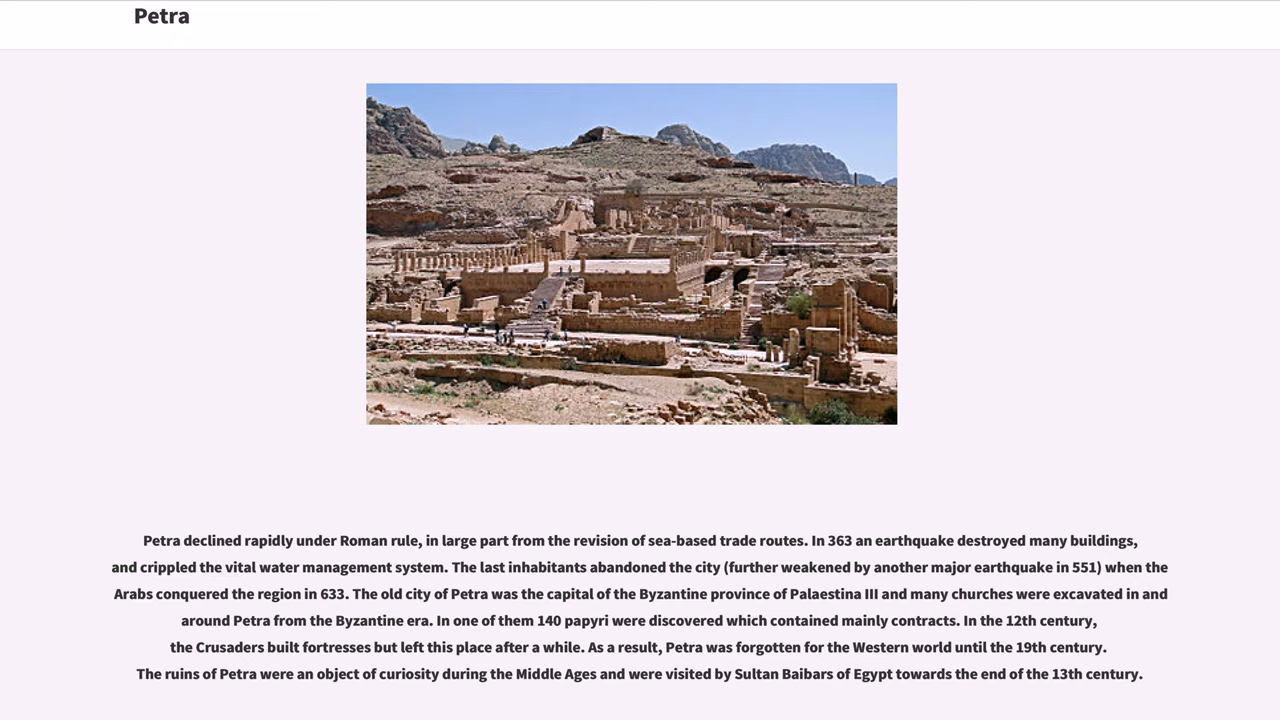 Petra
Petra declined rapidly under Roman rule, in large part from the revision of sea-based trade routes. In 363 an earthquake destroyed many buildings,
and crippled the vital water management system. The last inhabitants abandoned the city (further weakened by another major earthquake in 551) when the
Arabs conquered the region in 633. The old city of Petra was the capital of the Byzantine province of Palaestina III and many churches were excavated in and
around Petra from the Byzantine era. In one of them 140 papyri were discovered which contained mainly contracts. In the 12th century,
the Crusaders built fortresses but left this place after a while. As a result, Petra was forgotten for the Western world until the 19th century.
The ruins of Petra were an object of curiosity during the Middle Ages and were visited by Sultan Baibars of Egypt towards the end of the 13th century.